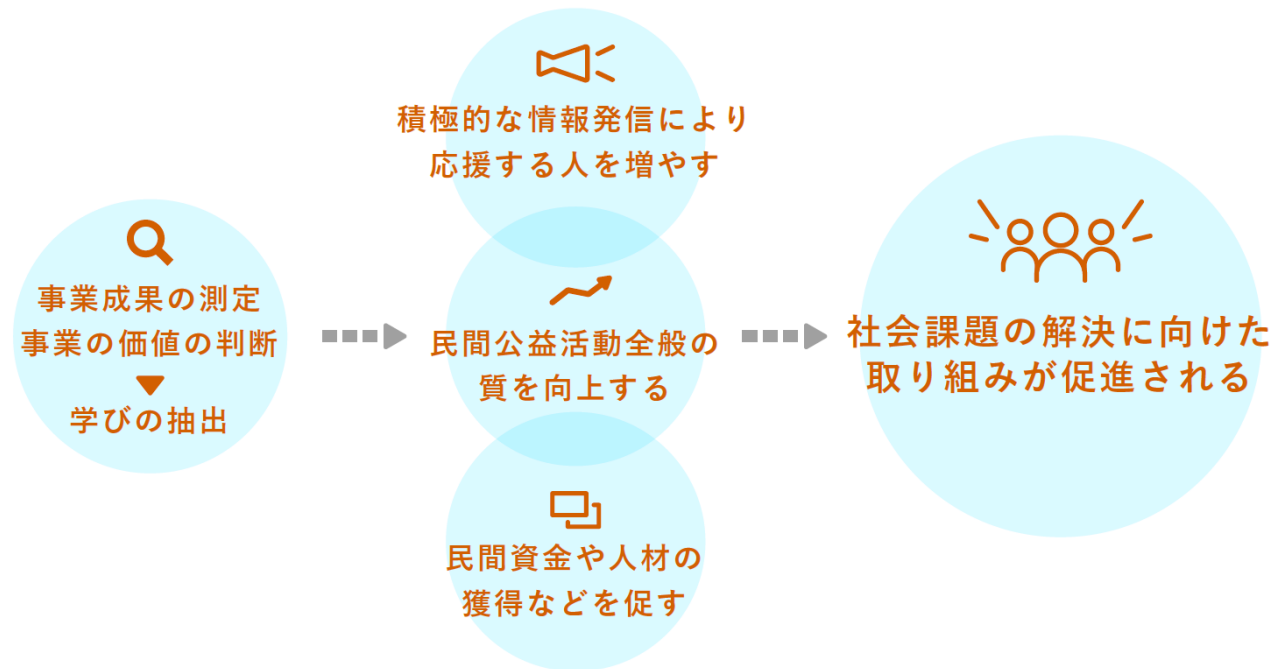 事業成果の測定
事業の価値の判断
学びの抽出
積極的な情報発信により
応援する人を増やす
民間公益活動全般の
質を向上する
民間資金や人材の
獲得などを促す
社会課題の解決に向けた
取り組みが促進される